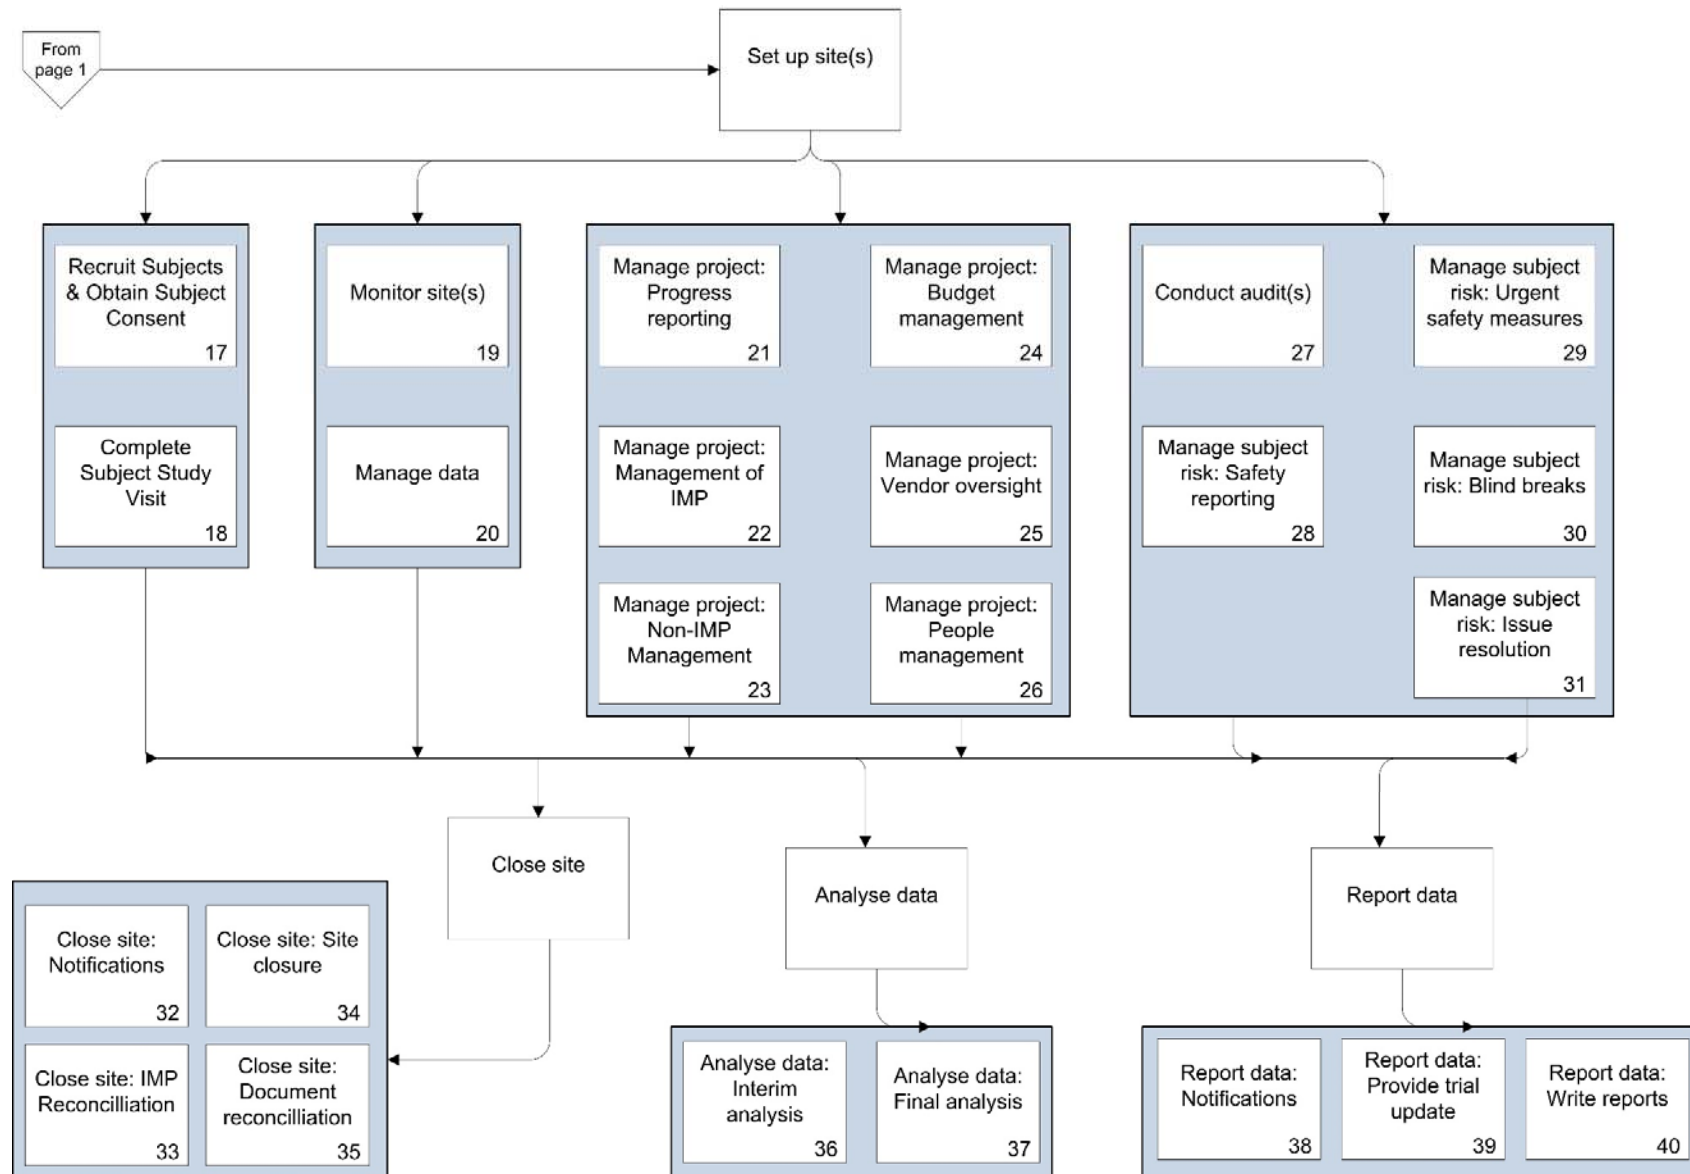 From
page 1
Set up site(s)
Recruit Subjects
& Obtain Subject
Consent
17
Complete
Subject Study
Visit
18
Monitor site(s)
19
Manage data
20
Manage project:
Progress
reporting
21
Manage project:
Budget
management
24
Manage project:
Management of
IMP
22
Manage project:
Vendor oversight
25
Manage project:
Non-IMP
Management
23
Manage project:
People
management
26
Conduct audit(s)
27
Manage subject
risk: Urgent
safety measures
29
Manage subject
risk: Safety
reporting
28
Manage subject
risk: Blind breaks
30
Manage subject
risk: Issue
resolution
31
Close site
Analyse data
Report data
Close site:
Notifications
32
Close site: Site
closure
34
Close site: IMP
Reconcilliation
33
Close site:
Document
reconcilliation
35
Analyse data:
Interim
analysis
36
Analyse data:
Final analysis
37
Report data:
Notifications
38
Report data:
Provide trial
update
39
Report data:
Write reports
40